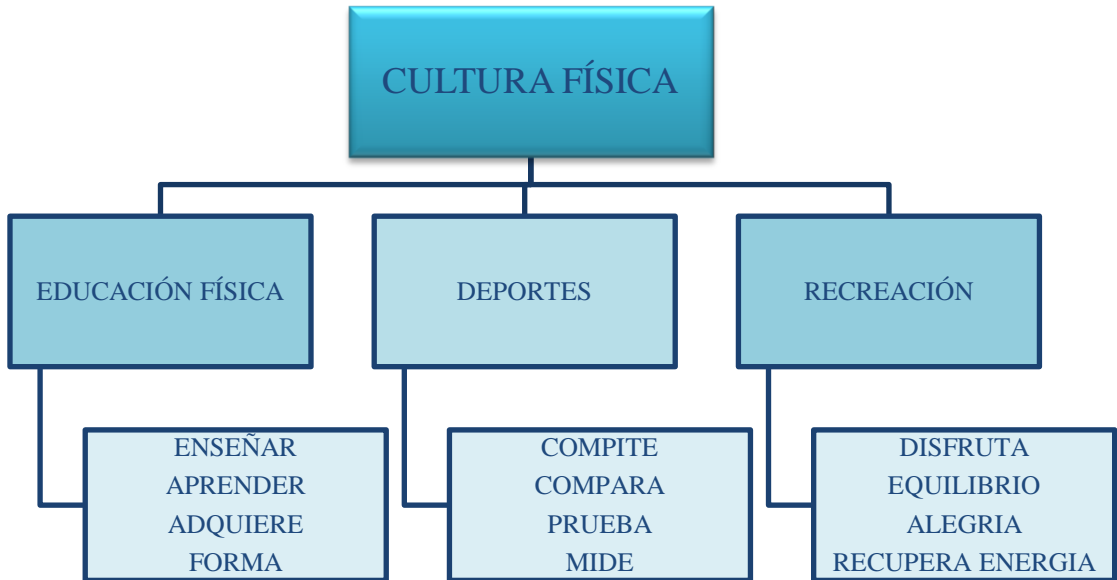 CULTURA FÍSICA
EDUCACIÓN FÍSICA
DEPORTES
RECREACIÓN
ENSEÑAR
APRENDER
ADQUIERE
FORMA
COMPITE
COMPARA
PRUEBA
MIDE
DISFRUTA
EQUILIBRIO
ALEGRIA
RECUPERA ENERGIA